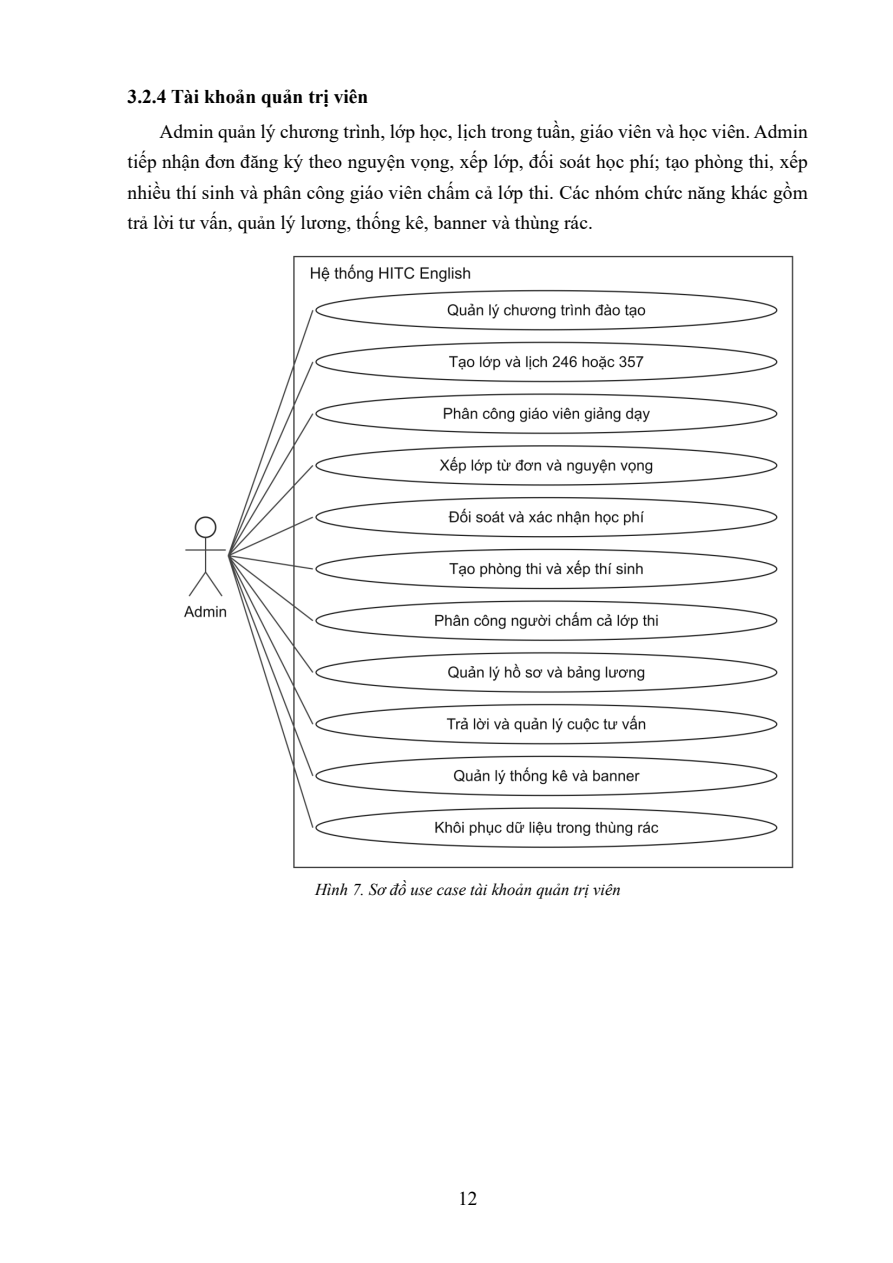 3.2.4 Tài khoản quản trị viên
Admin quản lý chương trình, lớp học, lịch trong tuần, giáo viên và học viên. Admin
tiếp nhận đơn đăng ký theo nguyện vọng, xếp lớp, đối soát học phí; tạo phòng thi, xếp
nhiều thí sinh và phân công giáo viên chấm cả lớp thi. Các nhóm chức năng khác gồm
trả lời tư vấn, quản lý lương, thống kê, banner và thùng rác.
Hệ thống HITC English
Quản lý chương trình đào tạo
Tạo lớp và lịch 246 hoặc 357
Phân công giáo viên giảng dạy
Xếp lớp từ đơn và nguyện vọng
Đối soát và xác nhận học phí
Tạo phòng thi và xếp thí sinh
Admin
Phân công người chấm cả lớp thi
Quản lý hồ sơ và bảng lương
Trả lời và quản lý cuộc tư vấn
Quản lý thống kê và banner
Khôi phục dữ liệu trong thùng rác
Hình 7. Sơ đồ use case tài khoản quản trị viên
12